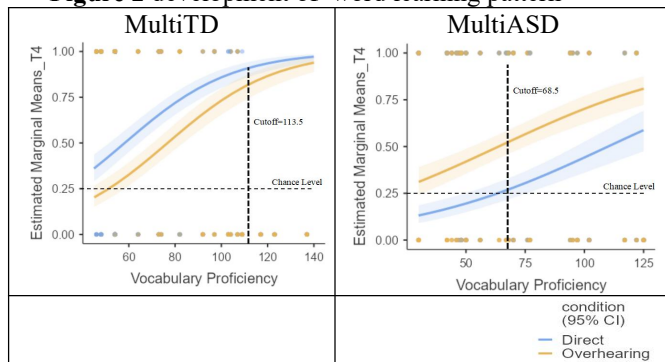 Figure 2 development of word learning pattern
MultiTD
MultiASD
Estimated Marginal Means_T4
1.00
0.75
0.50
0.25
0.00
Cutoff=113.5
Chance Level
60
80
100
120
140
Vocabulary Proficiency
Estimated Marginal Means_T4
1.00
0.75
0.50
0.25
0.00
Cutoff=68.5
Chance Level
50
75
100
125
Vocabulary Proficiency
condition
(95% CI)
Direct
Overhearing